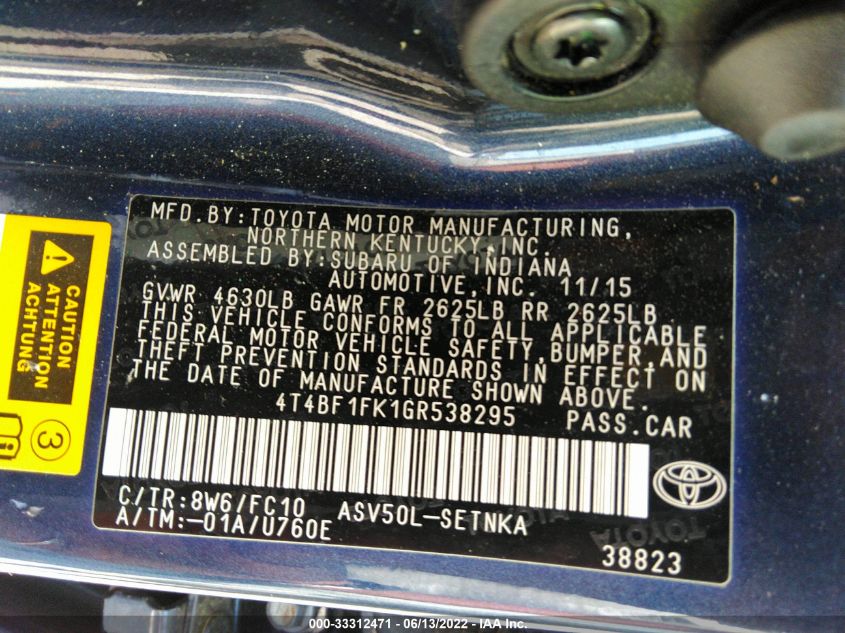 MFD. BY: TOYOTA MOTOR MANUFACTURING,
NORTHERN KENTUCKY, INC.
ASSEMBLED BY: SUBARU OF INDIANA
AUTOMOTIVE, INC. 11/15
GVWR 4630LB GAWR FR 2625LB RR 2625LB
THIS VEHICLE CONFORMS TO ALL APPLICABLE
FEDERAL MOTOR VEHICLE SAFETY, BUMPER, AND
THEFT PREVENTION STANDARDS IN EFFECT ON
THE DATE OF MANUFACTURE SHOWN ABOVE.
4T4BF1FK1GR538295 PASS.CAR
C/TR:8W6/FC10 ASV50L-SETNKA
A/TM:-01A/U760E
TOYOTA
38823
CAUTION
ATTENTION
ACHTUNG
3
000-33312471 - 06/13/2022 - IAA Inc.